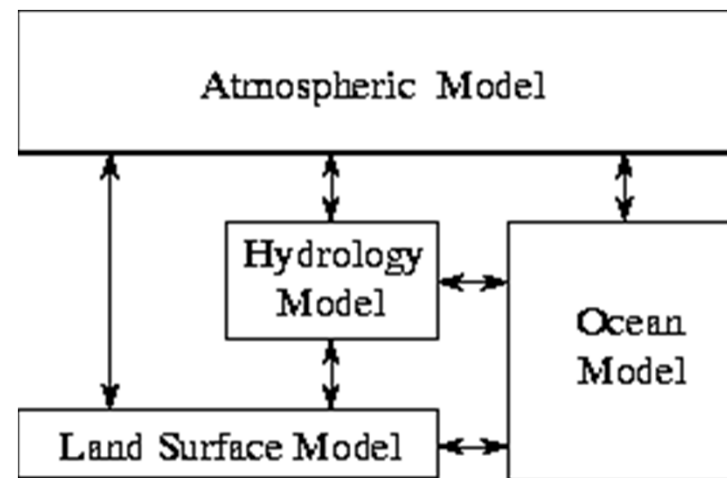 Atmospheric Model
Hydrology
Model
Ocean
Model
Land Surface Model